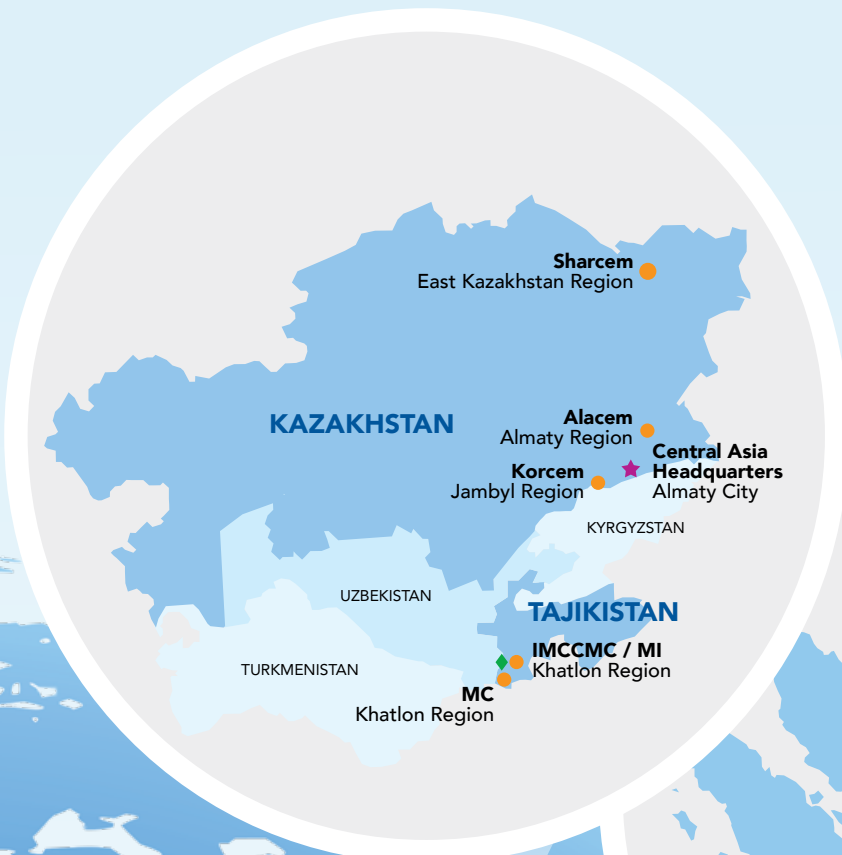 Sharcem
East Kazakhstan Region
KAZAKHSTAN
Alacem
Almaty Region
Central Asia
Headquarters
Almaty City
Korcem
Jambyl Region
KYRGYZSTAN
UZBEKISTAN
TAJIKISTAN
TURKMENISTAN
IMCCMC / MI
Khatlon Region
MC
Khatlon Region